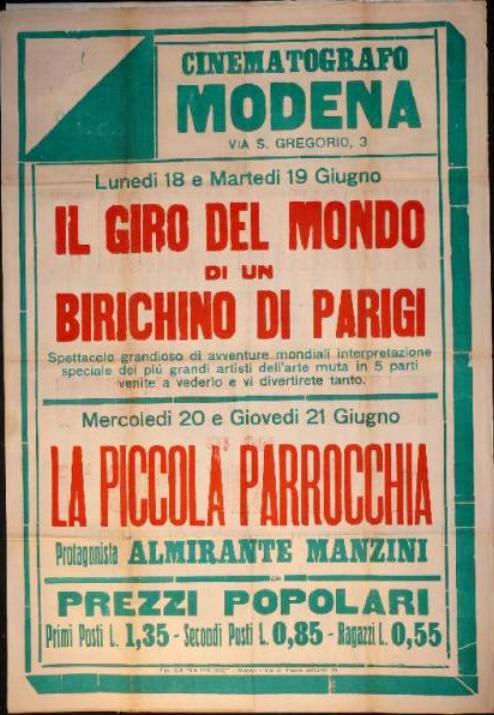 CINEMATOGRAFO
MODENA
VIA S. GREGORIO, 3
Lunedì 18 e Martedì 19 Giugno
IL GIRO DEL MONDO
DI UN
BIRICHINO DI PARIGI
Spettacolo grandioso di avventure mondiali interpretazione
speciale dei più grandi artisti dell'arte muta in 5 parti
venite a vederlo e vi divertirete tanto.
Mercoledì 20 e Giovedì 21 Giugno
LA PICCOLA PARROCCHIA
Protagonista ALMIRANTE MANZINI
PREZZI POPOLARI
Primi Posti L. 1,35 - Secondi Posti L. 0,85 - Ragazzi L. 0,55